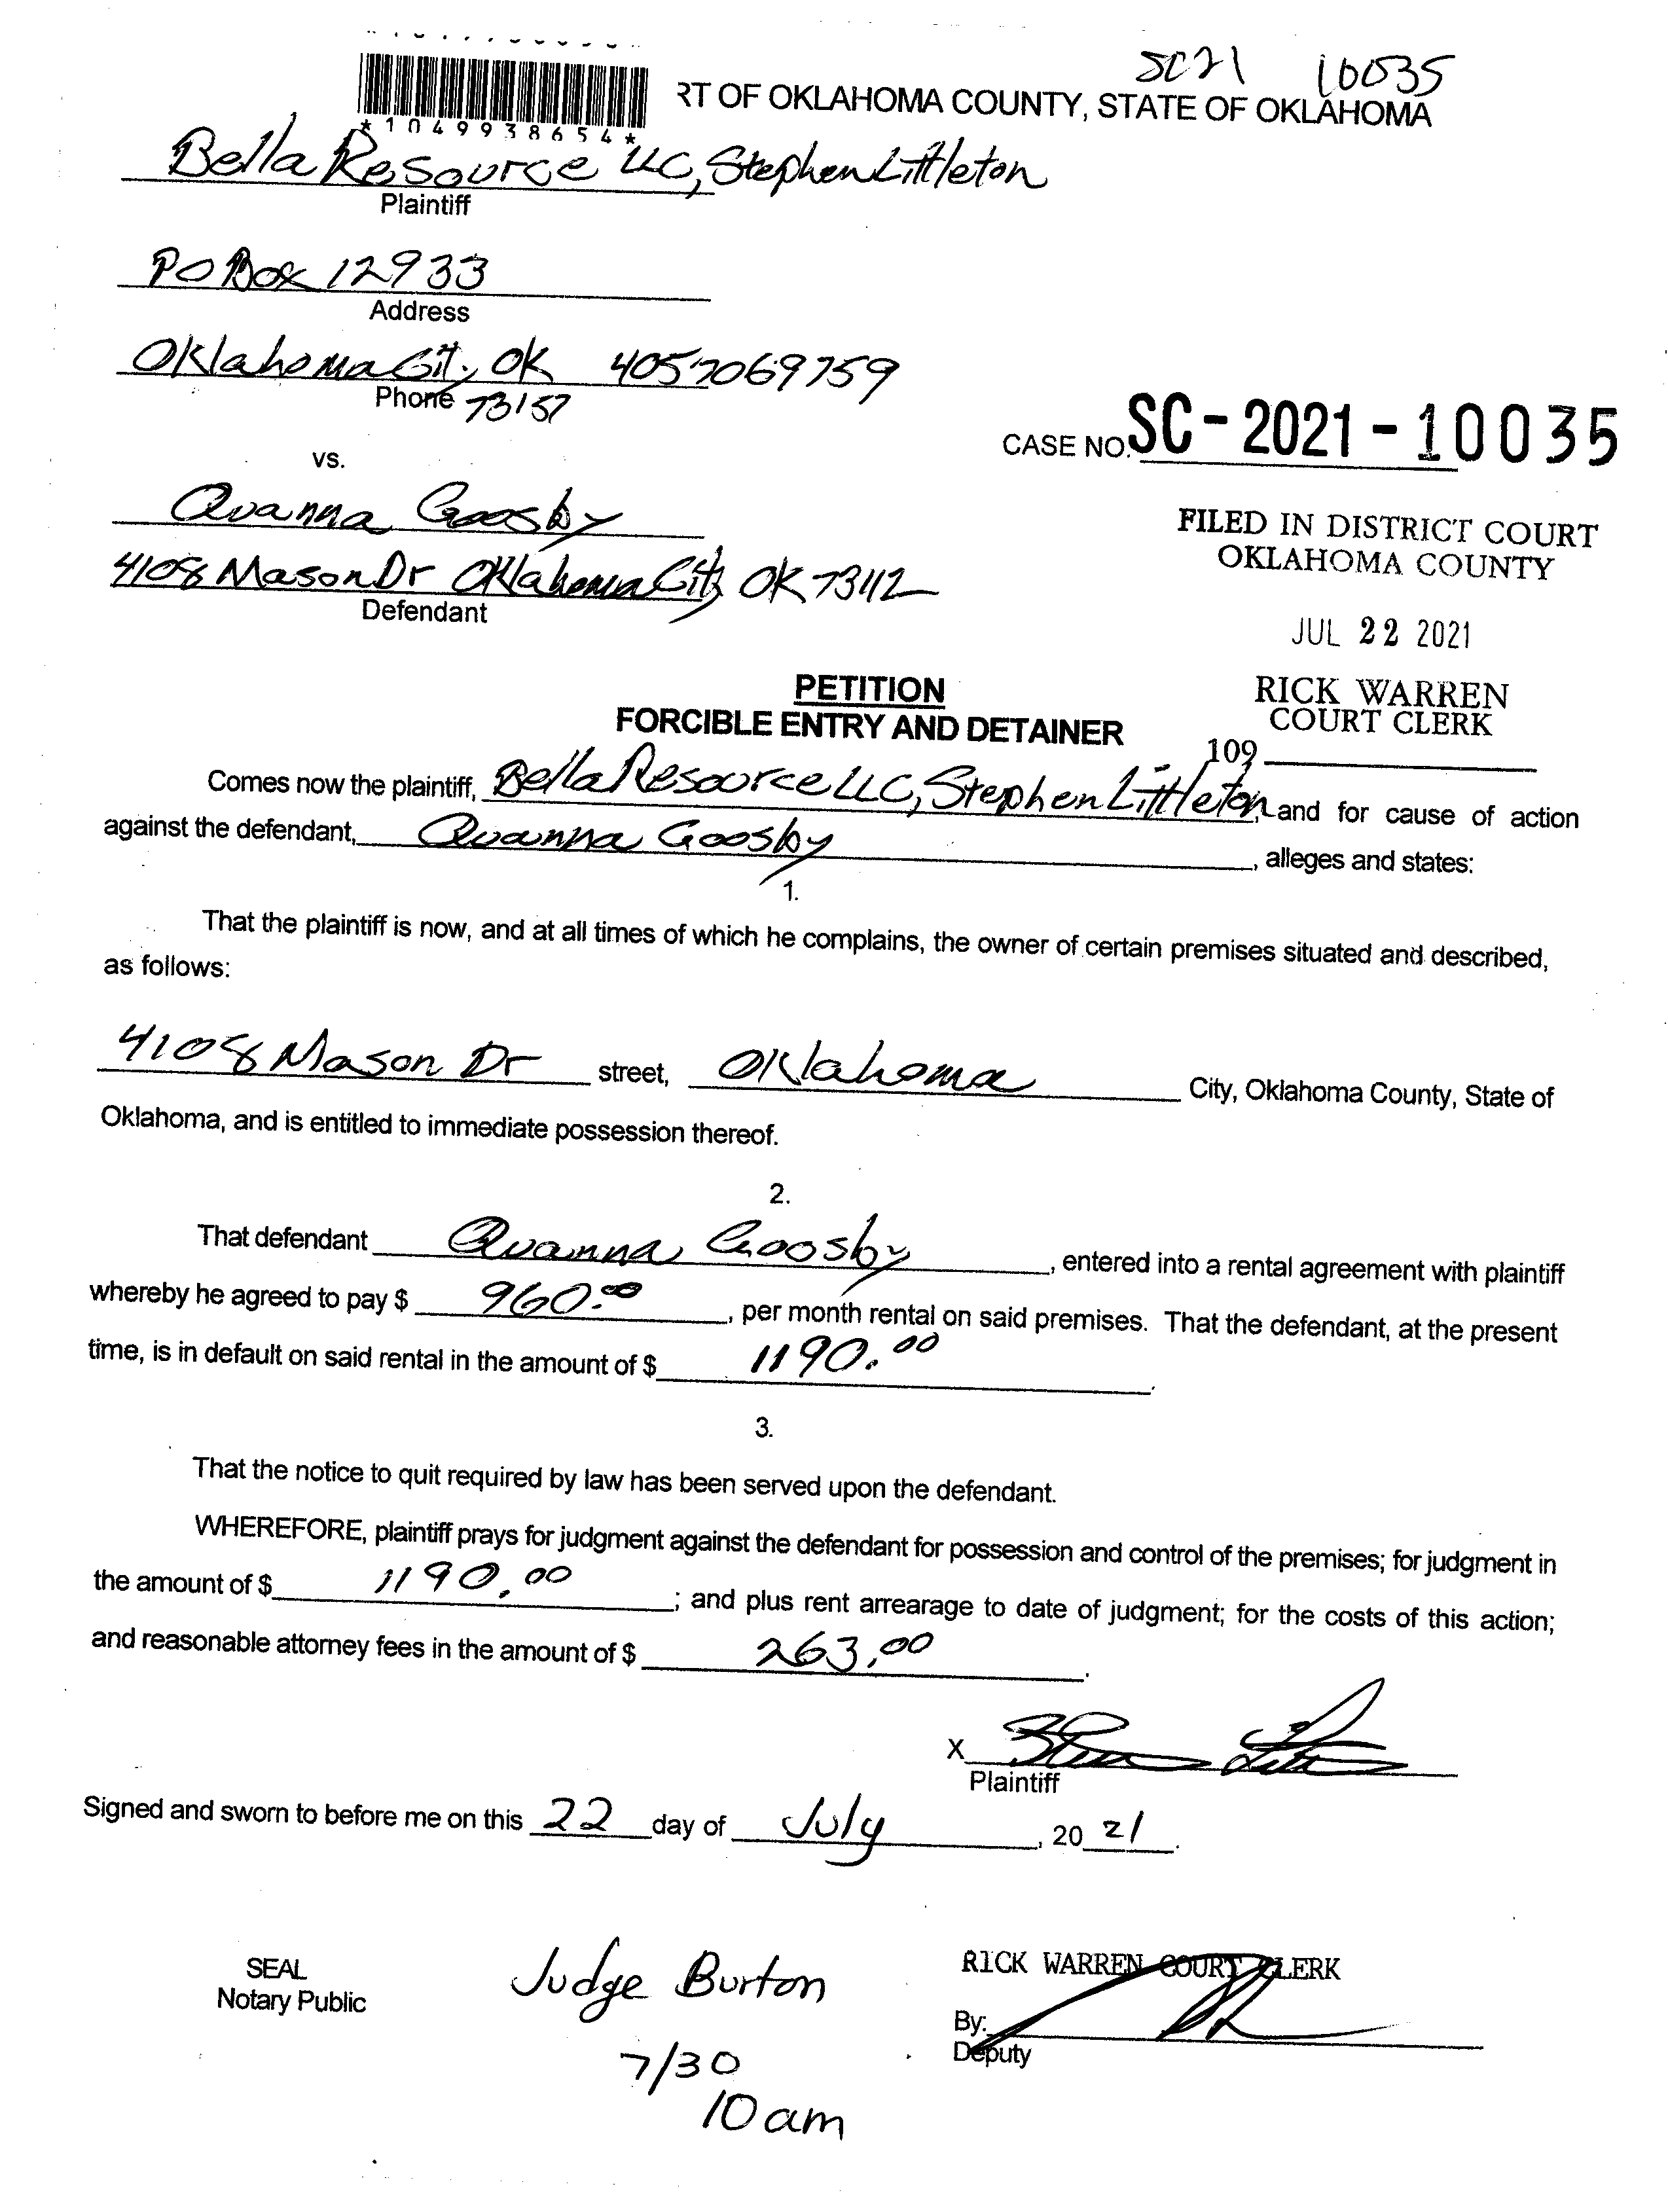 SC21 10035
RT OF OKLAHOMA COUNTY, STATE OF OKLAHOMA
*1049938654*
Bella Resource LLC, Stephen Littleton
Plaintiff
PO Box 12933
Address
Oklahoma City, OK 4057069759
Phone 73157
CASE NO. SC-2021-10035
vs.
Quanna Goosby
4108 Mason Dr Oklahoma City OK 73112
Defendant
FILED IN DISTRICT COURT
OKLAHOMA COUNTY
JUL 22 2021
RICK WARREN
COURT CLERK
109
PETITION
FORCIBLE ENTRY AND DETAINER
Comes now the plaintiff, Bella Resource LLC, Stephen Littleton, and for cause of action
against the defendant, Quanna Goosby, alleges and states:
1.
That the plaintiff is now, and at all times of which he complains, the owner of certain premises situated and described,
as follows:
4108 Mason Dr street, Oklahoma City, Oklahoma County, State of
Oklahoma, and is entitled to immediate possession thereof.
2.
That defendant Quanna Goosby, entered into a rental agreement with plaintiff
whereby he agreed to pay $ 960.00, per month rental on said premises. That the defendant, at the present
time, is in default on said rental in the amount of $ 1190.00.
3.
That the notice to quit required by law has been served upon the defendant.
WHEREFORE, plaintiff prays for judgment against the defendant for possession and control of the premises; for judgment in
the amount of $ 1190.00; and plus rent arrearage to date of judgment; for the costs of this action;
and reasonable attorney fees in the amount of $ 263.00.
X
Plaintiff
Signed and sworn to before me on this 22 day of July, 20 21.
SEAL
Notary Public
Judge Burton
7/30
10am
RICK WARREN COURT CLERK
By:
Deputy